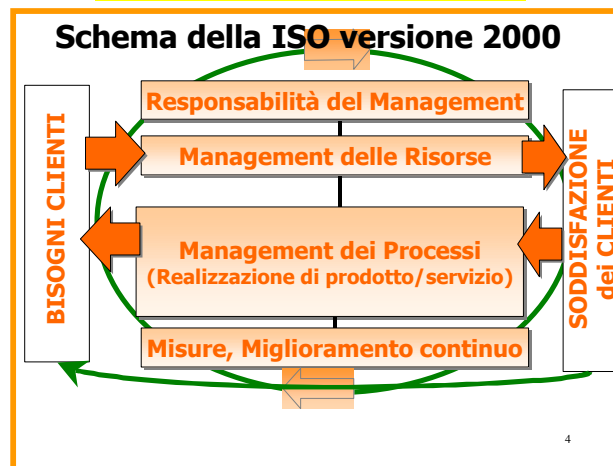 Schema della ISO versione 2000
Responsabilità del Management
Management delle Risorse
BISOGNI CLIENTI
Management dei Processi
(Realizzazione di prodotto/servizio)
SODDISFAZIONE
dei CLIENTI
Misure, Miglioramento continuo
4